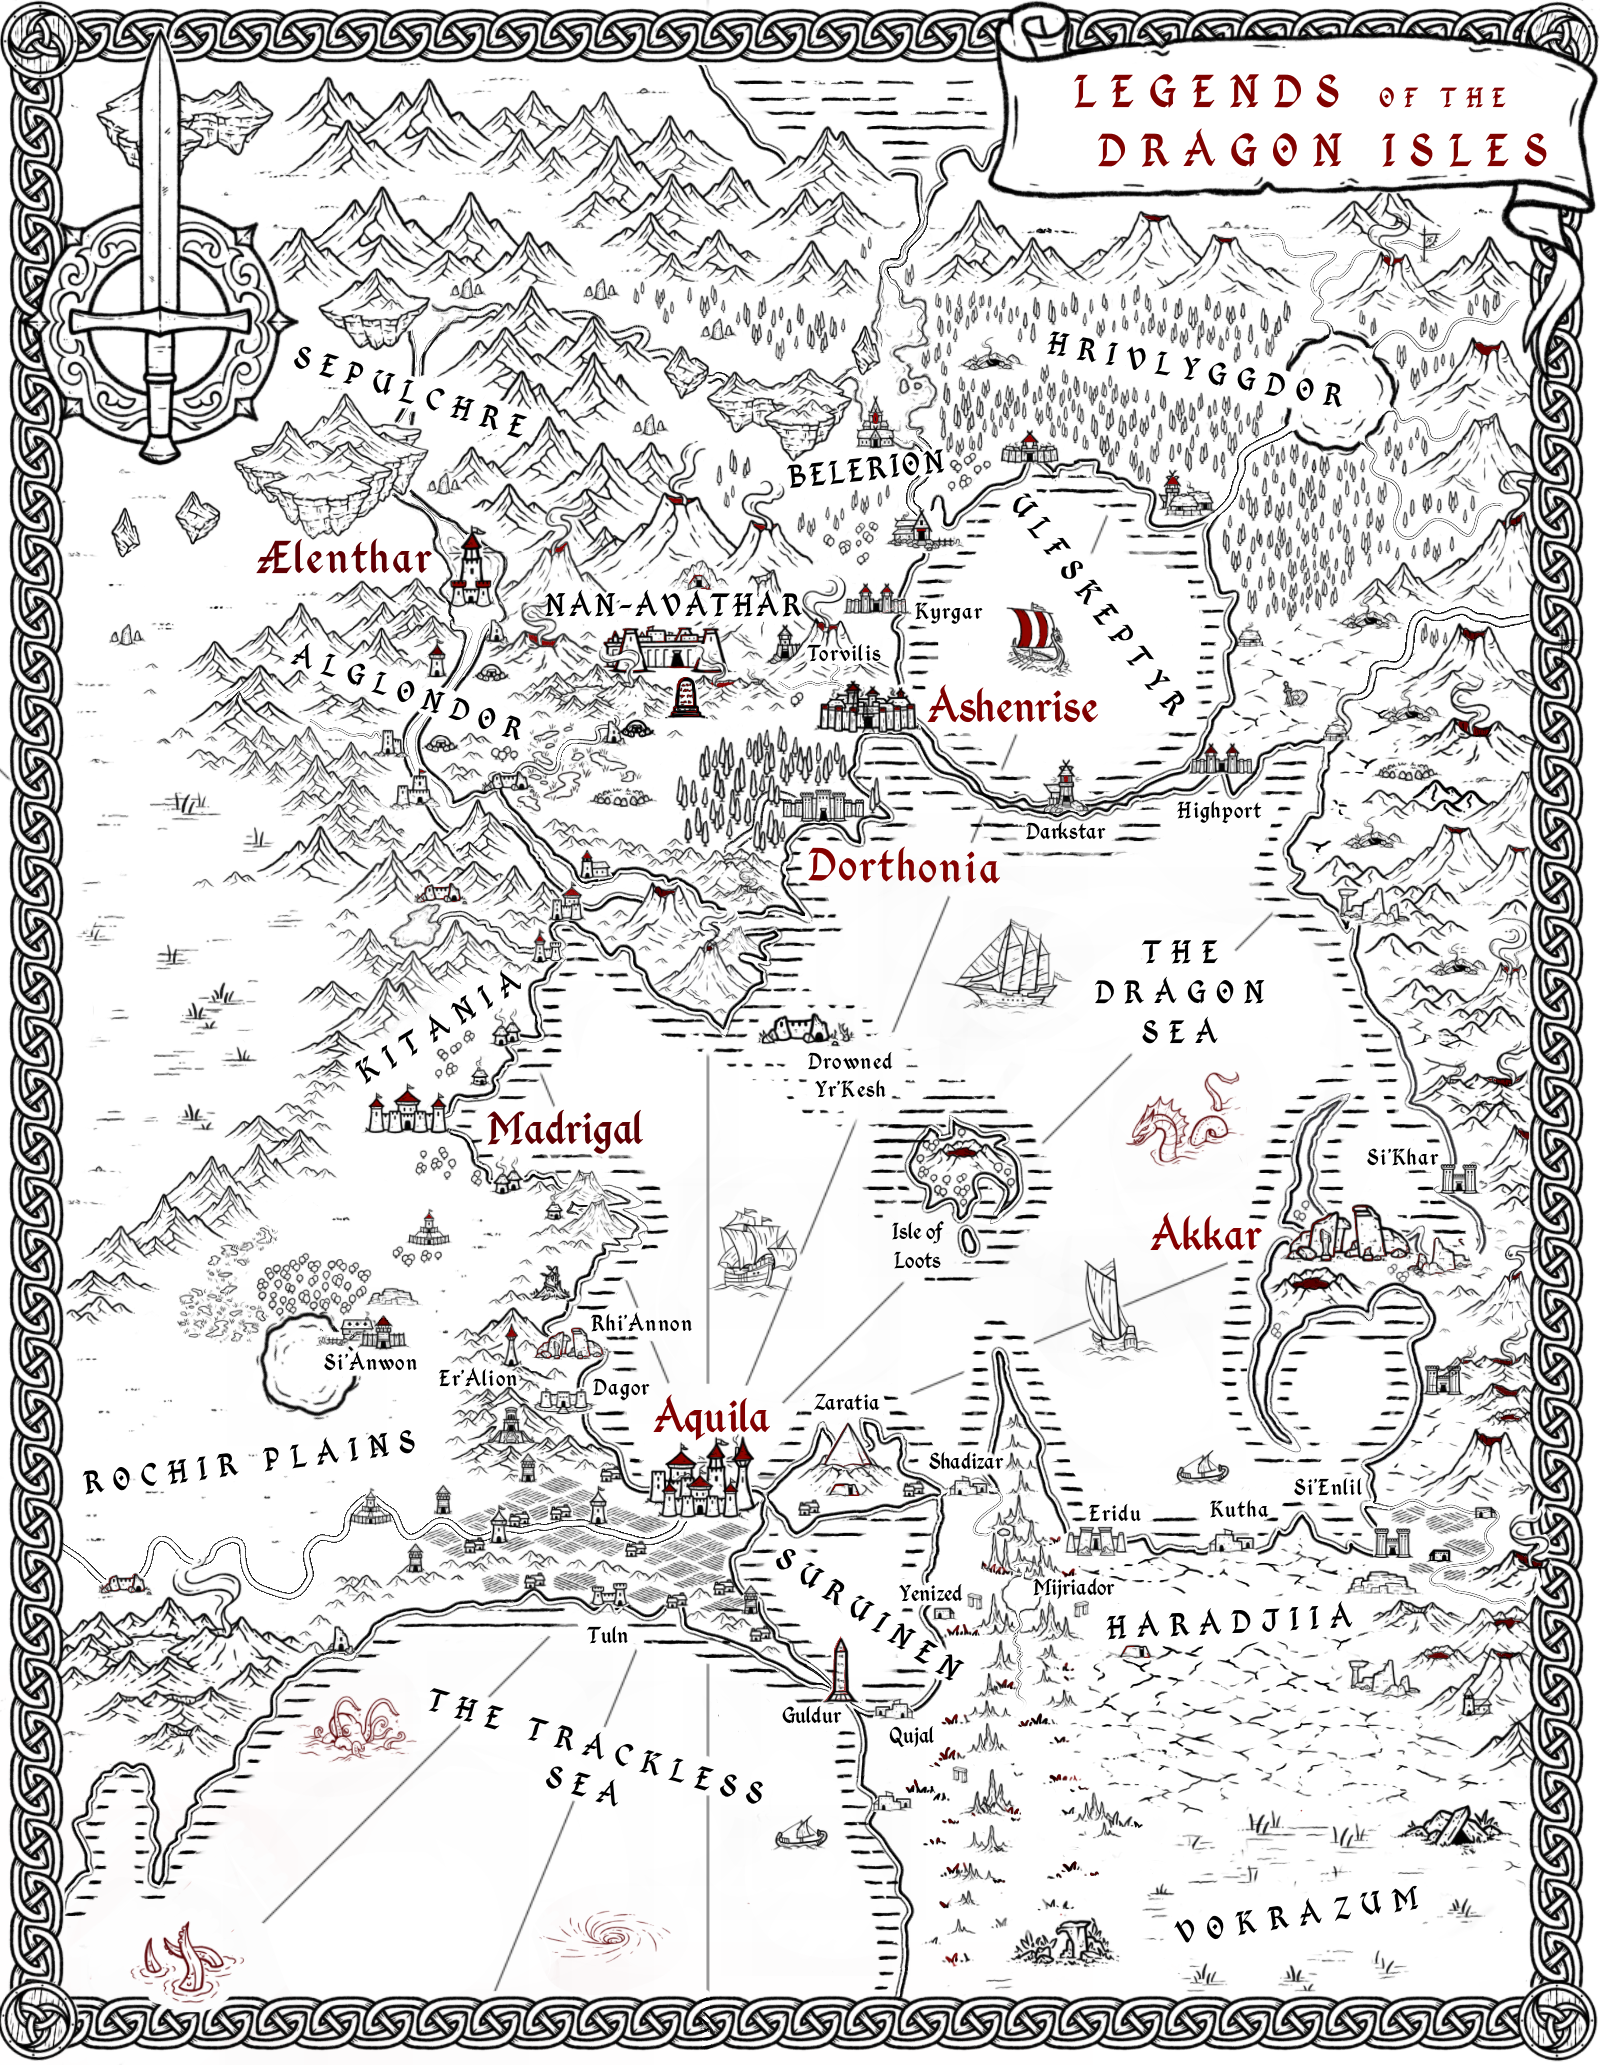 LEGENDS OF THE
DRAGON ISLES
SEPULCHRE
HRIVLYGGDOR
BELERION
ULFSKEPTYR
Ælenthar
NAN-AVATHAR
Kyrgar
Torvilis
ALGLONDOR
Ashenrise
Highport
Darkstar
Dorthonia
THE
DRAGON
SEA
KITANIA
Drowned
Yr'Kesh
Madrigal
Si'Khar
Isle of
Loots
Akkar
Rhi'Annon
Si'Anwon
Er'Alion
Dagor
Aquila
Zaratia
ROCHIR PLAINS
Shadizar
Si'Enlil
Eridu
Kutha
SURUINEN
Yenized
Mijriador
HARADJIIA
Tuln
Guldur
Qujal
THE TRACKLESS
SEA
VOKRAZUM